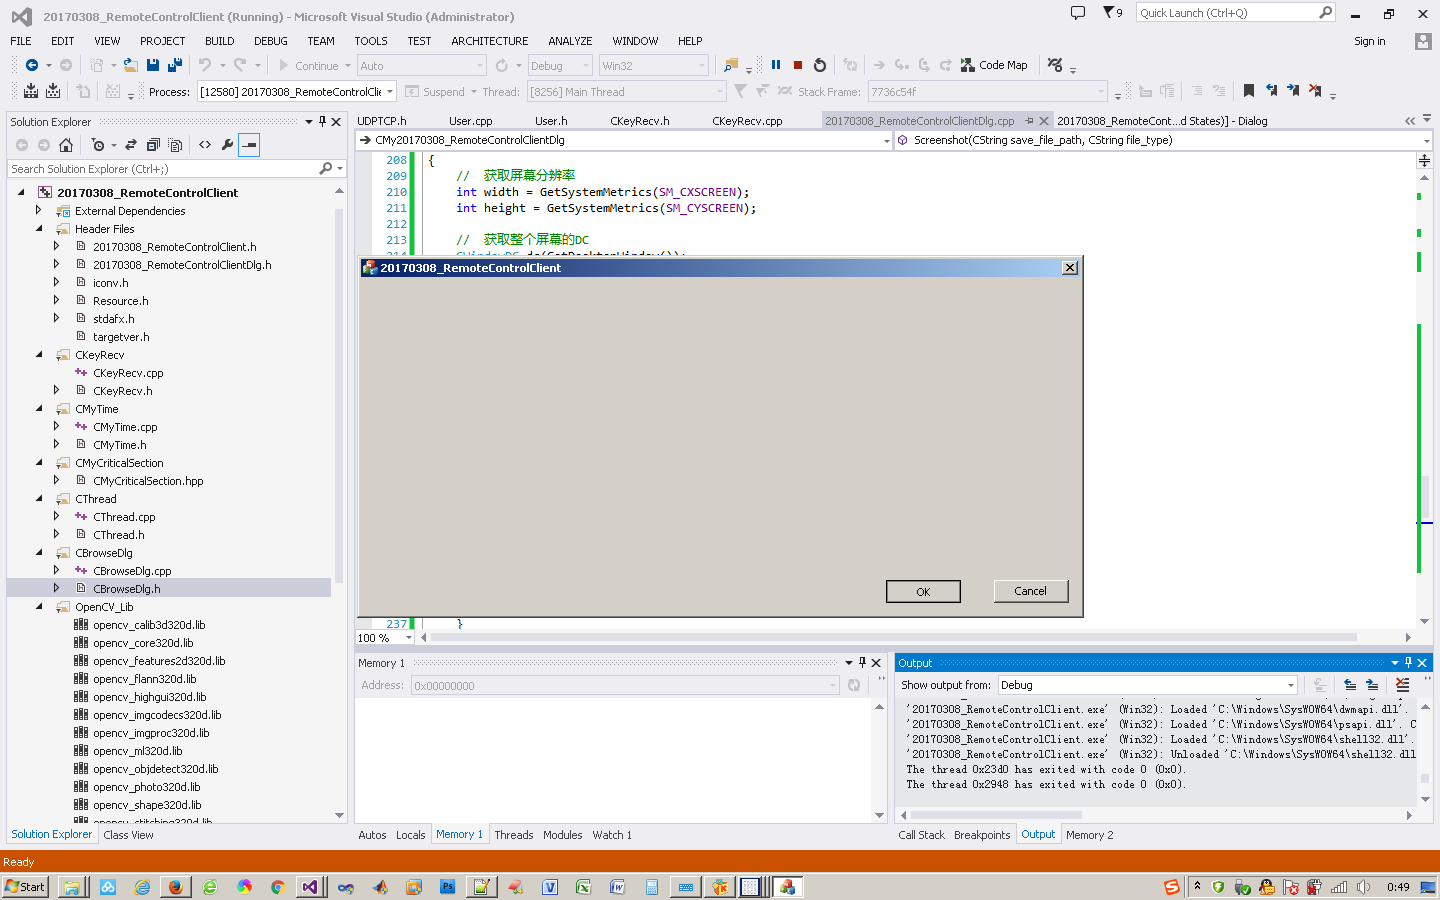 20170308_RemoteControlClient (Running) - Microsoft Visual Studio (Administrator)
9
Quick Launch (Ctrl+Q)
FILE EDIT VIEW PROJECT BUILD DEBUG TEAM TOOLS TEST ARCHITECTURE ANALYZE WINDOW HELP
Sign in
Continue Auto Debug Win32 Code Map
Process: [12580] 20170308_RemoteControlClie Suspend Thread: [8256] Main Thread Stack Frame: 7736c54f
Solution Explorer
Search Solution Explorer (Ctrl+;)
20170308_RemoteControlClient
External Dependencies
Header Files
20170308_RemoteControlClient.h
20170308_RemoteControlClientDlg.h
iconv.h
Resource.h
stdafx.h
targetver.h
CKeyRecv
CKeyRecv.cpp
CKeyRecv.h
CMyTime
CMyTime.cpp
CMyTime.h
CMyCriticalSection
CMyCriticalSection.hpp
CThread
CThread.cpp
CThread.h
CBrowseDlg
CBrowseDlg.cpp
CBrowseDlg.h
OpenCV_Lib
opencv_calib3d320d.lib
opencv_core320d.lib
opencv_features2d320d.lib
opencv_flann320d.lib
opencv_highgui320d.lib
opencv_imgcodecs320d.lib
opencv_imgproc320d.lib
opencv_ml320d.lib
opencv_objdetect320d.lib
opencv_photo320d.lib
opencv_shape320d.lib
opencv_stitching320d.lib
Solution Explorer Class View
UDPTCP.h User.cpp User.h CKeyRecv.h CKeyRecv.cpp 20170308_RemoteControlClientDlg.cpp 20170308_RemoteCont...d States)] - Dialog
CMy20170308_RemoteControlClientDlg
Screenshot(CString save_file_path, CString file_type)
208 {
209 // 获取屏幕分辨率
210 int width = GetSystemMetrics(SM_CXSCREEN);
211 int height = GetSystemMetrics(SM_CYSCREEN);
212
213 // 获取整个屏幕的DC
214 CWindowDC dc(GetDesktopWindow());
20170308_RemoteControlClient
OK Cancel
237 }
100 %
Memory 1
Address: 0x00000000
Autos Locals Memory 1 Threads Modules Watch 1
Output
Show output from: Debug
'20170308_RemoteControlClient.exe' (Win32): Loaded 'C:\Windows\SysWOW64\dwmapi.dll'.
'20170308_RemoteControlClient.exe' (Win32): Loaded 'C:\Windows\SysWOW64\psapi.dll'. C
'20170308_RemoteControlClient.exe' (Win32): Loaded 'C:\Windows\SysWOW64\shell32.dll'.
'20170308_RemoteControlClient.exe' (Win32): Unloaded 'C:\Windows\SysWOW64\shell32.dll
The thread 0x23d0 has exited with code 0 (0x0).
The thread 0x2948 has exited with code 0 (0x0).
Call Stack Breakpoints Output Memory 2
Ready
Start
0:49